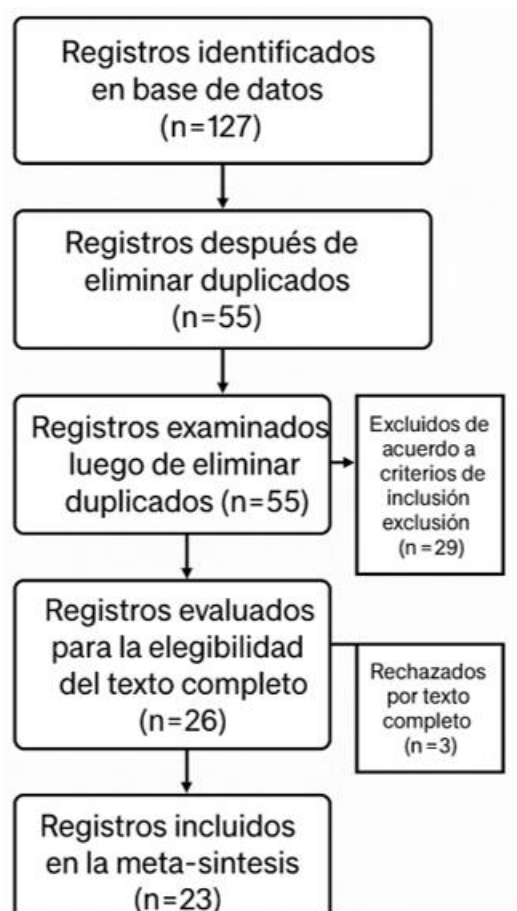 Registros identificados
en base de datos
(n=127)
Registros después de
eliminar duplicados
(n=55)
Registros examinados
luego de eliminar
duplicados (n=55)
Excluidos de
acuerdo a
criterios de
inclusión
exclusión
(n=29)
Registros evaluados
para la elegibilidad
del texto completo
(n=26)
Rechazados
por texto
completo
(n=3)
Registros incluidos
en la meta-sintesis
(n=23)